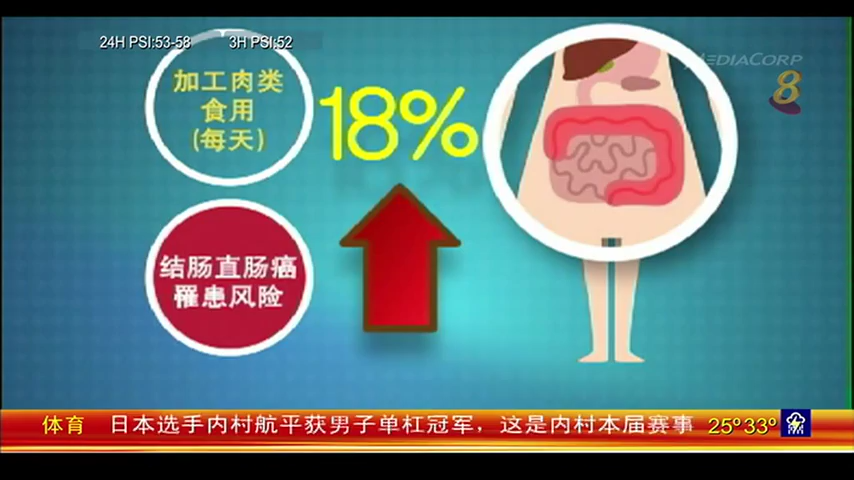 24H PSI:53-58 3H PSI:52
MEDIACORP
8
加工肉类
食用
(每天)
18%
结肠直肠癌
罹患风险
体育 日本选手内村航平获男子单杠冠军，这是内村本届赛事 25º33º